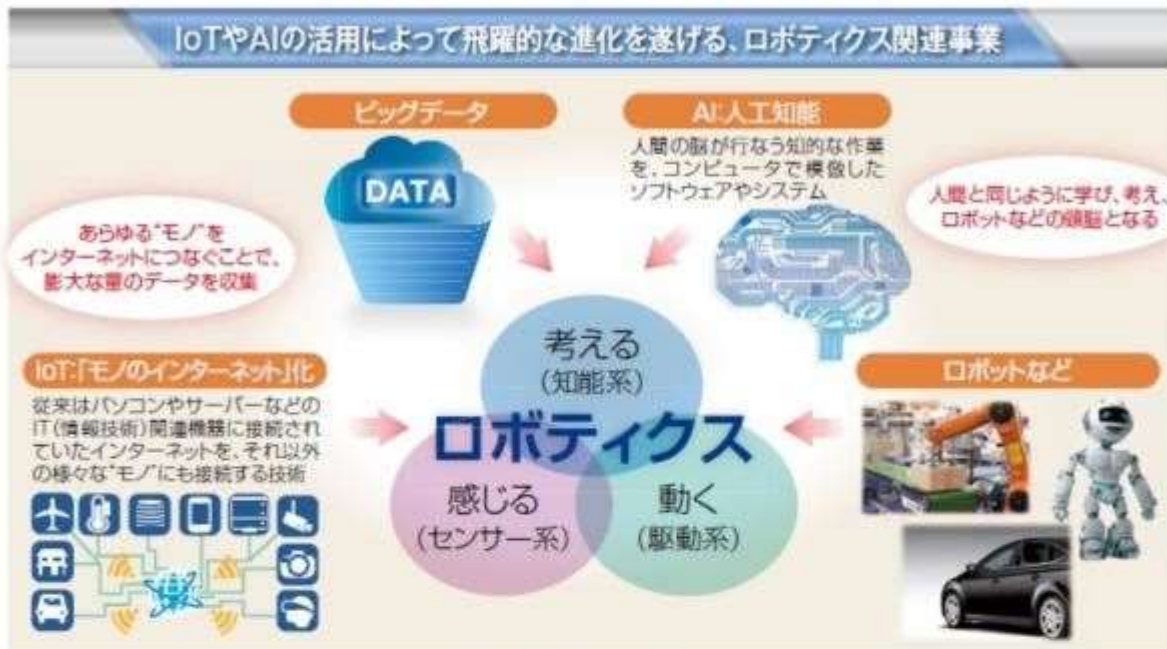 IoTやAIの活用によって飛躍的な進化を遂げる、ロボティクス関連事業
ビッグデータ
DATA
AI:人工知能
人間の脳が行なう知的な作業
を、コンピュータで模倣した
ソフトウェアやシステム
人間と同じように学び、考え、
ロボットなどの頭脳となる
あらゆる“モノ”を
インターネットにつなぐことで、
膨大な量のデータを収集
IoT:「モノのインターネット」化
従来はパソコンやサーバーなどの
IT(情報技術)関連機器に接続され
ていたインターネットを、それ以外
の様々な“モノ”にも接続する技術
考える
(知能系)
ロボティクス
感じる
(センサー系)
動く
(駆動系)
ロボットなど